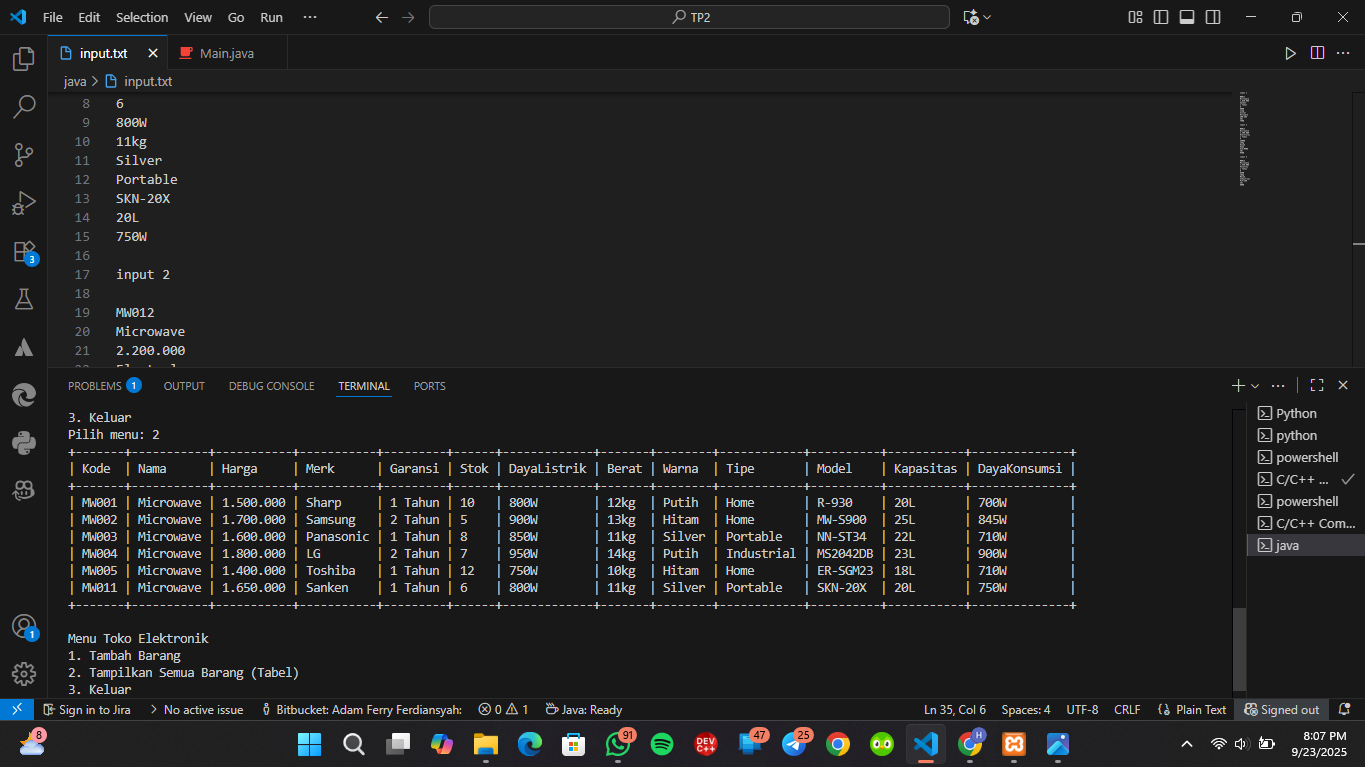 File Edit Selection View Go Run ··· TP2
input.txt Main.java
java > input.txt
8 6
9 800W
10 11kg
11 Silver
12 Portable
13 SKN-20X
14 20L
15 750W
16
17 input 2
18
19 MW012
20 Microwave
21 2.200.000
PROBLEMS 1 OUTPUT DEBUG CONSOLE TERMINAL PORTS
3. Keluar
Pilih menu: 2
+-------+-----------+-----------+-----------+----------+------+-------------+-------+--------+------------+----------+-----------+--------------+
| Kode | Nama | Harga | Merk | Garansi | Stok | DayaListrik | Berat | Warna | Tipe | Model | Kapasitas | DayaKonsumsi |
+-------+-----------+-----------+-----------+----------+------+-------------+-------+--------+------------+----------+-----------+--------------+
| MW001 | Microwave | 1.500.000 | Sharp | 1 Tahun | 10 | 800W | 12kg | Putih | Home | R-930 | 20L | 700W |
| MW002 | Microwave | 1.700.000 | Samsung | 2 Tahun | 5 | 900W | 13kg | Hitam | Home | MW-S900 | 25L | 845W |
| MW003 | Microwave | 1.600.000 | Panasonic | 1 Tahun | 8 | 850W | 11kg | Silver | Portable | NN-ST34 | 22L | 710W |
| MW004 | Microwave | 1.800.000 | LG | 2 Tahun | 7 | 950W | 14kg | Putih | Industrial | MS2042DB | 23L | 900W |
| MW005 | Microwave | 1.400.000 | Toshiba | 1 Tahun | 12 | 750W | 10kg | Hitam | Home | ER-SGM23 | 18L | 710W |
| MW011 | Microwave | 1.650.000 | Sanken | 1 Tahun | 6 | 800W | 11kg | Silver | Portable | SKN-20X | 20L | 750W |
+-------+-----------+-----------+-----------+----------+------+-------------+-------+--------+------------+----------+-----------+--------------+
Menu Toko Elektronik
1. Tambah Barang
2. Tampilkan Semua Barang (Tabel)
3. Keluar
Python
python
powershell
C/C++ ...
powershell
C/C++ Com...
java
3
1
Sign in to Jira No active issue Bitbucket: Adam Ferry Ferdiansyah: 0 1 Java: Ready Ln 35, Col 6 Spaces: 4 UTF-8 CRLF {} Plain Text Signed out
8 91 DEV C++ 47 25 H
8:07 PM
9/23/2025